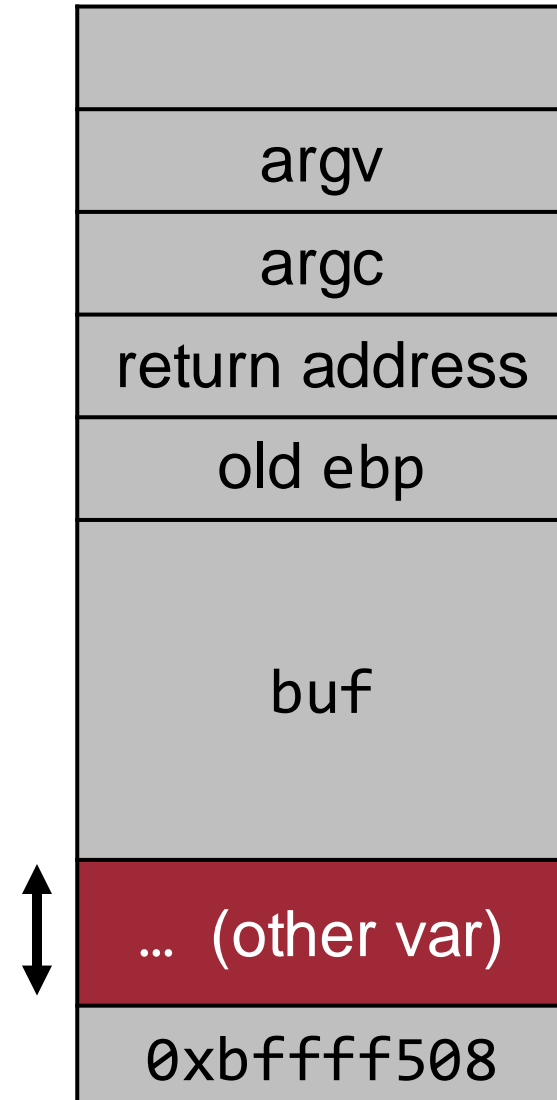 argv
argc
return address
old ebp
buf
… (other var)
0xbffff508